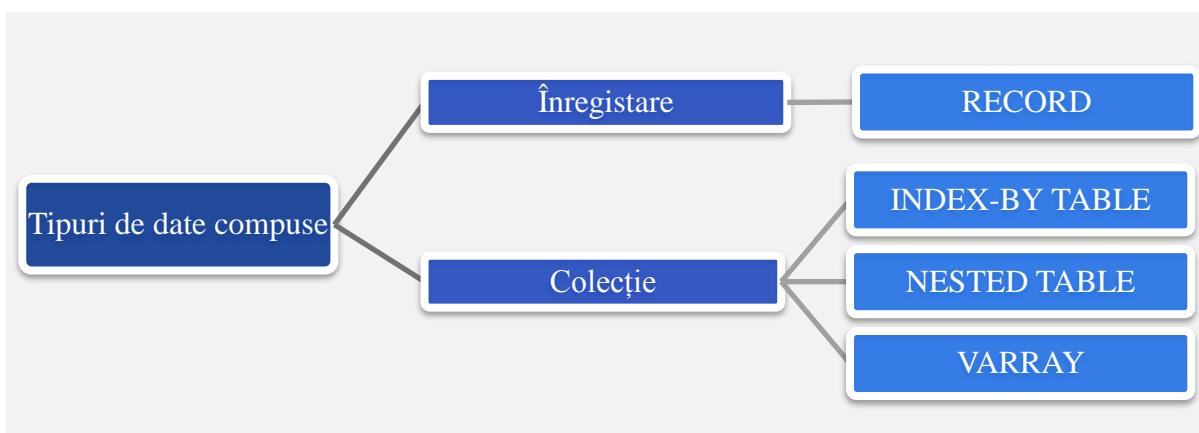 Înregistare
RECORD
Tipuri de date compuse
INDEX-BY TABLE
Colecție
NESTED TABLE
VARRAY